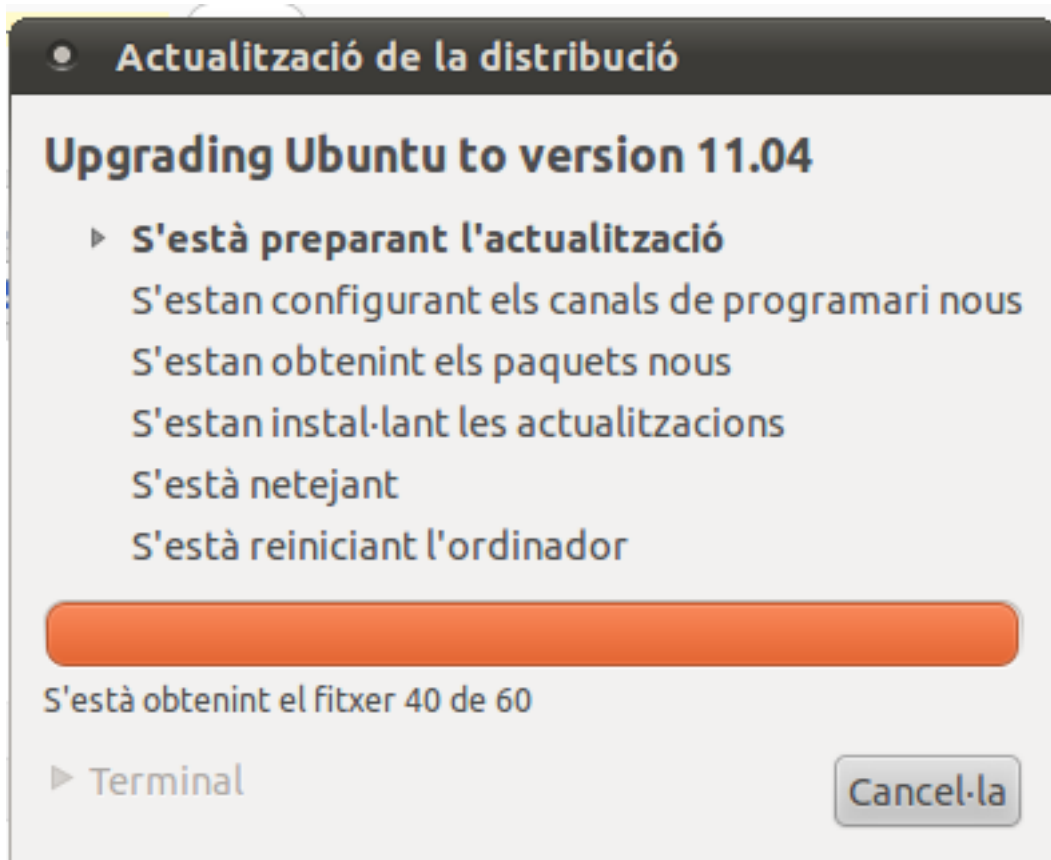 Actualització de la distribució
Upgrading Ubuntu to version 11.04
S'està preparant l'actualització
S'estan configurant els canals de programari nous
S'estan obtenint els paquets nous
S'estan instal·lant les actualitzacions
S'està netejant
S'està reiniciant l'ordinador
S'està obtenint el fitxer 40 de 60
Terminal
Cancel·la